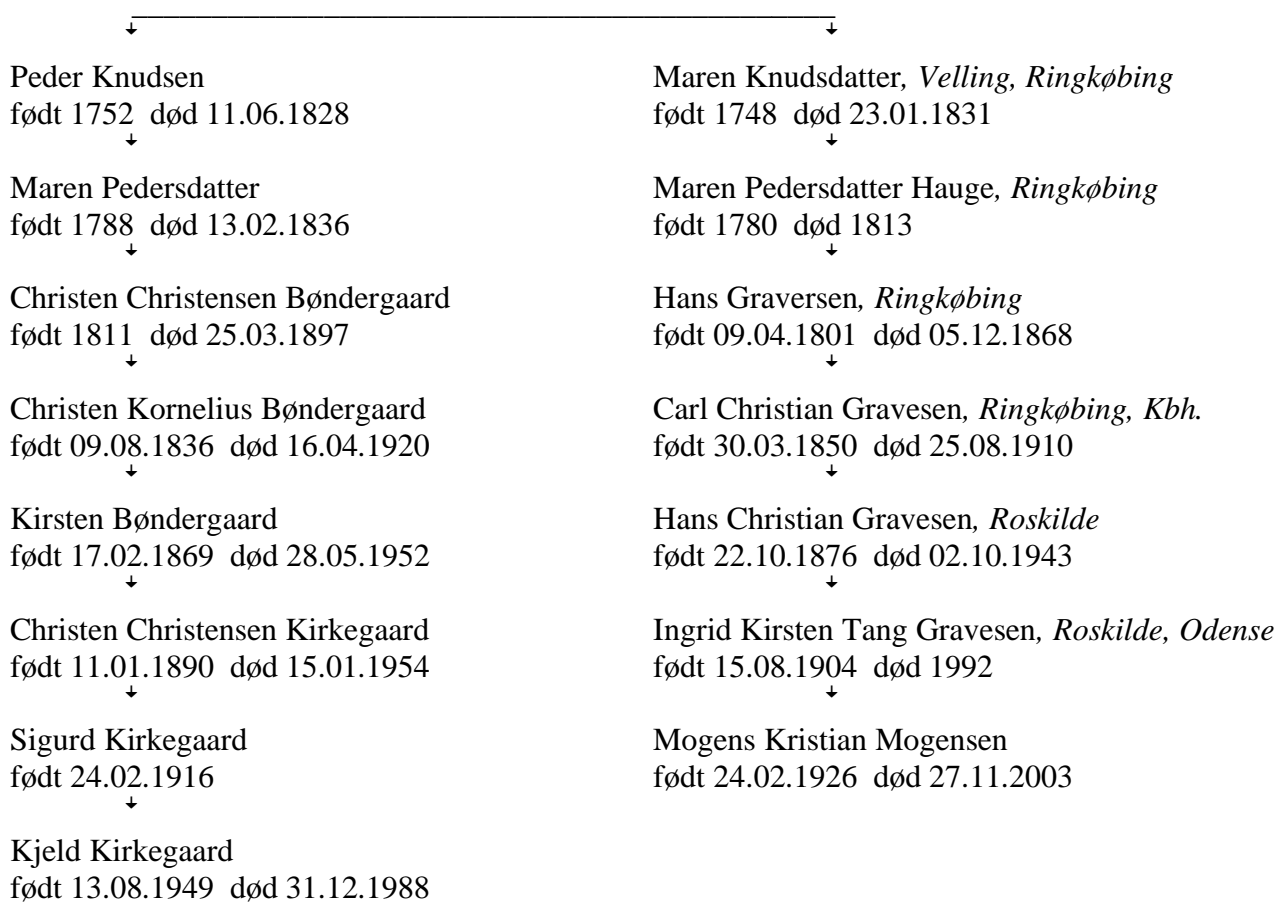 Peder Knudsen
født 1752 død 11.06.1828
Maren Pedersdatter
født 1788 død 13.02.1836
Christen Christensen Bøndergaard
født 1811 død 25.03.1897
Christen Kornelius Bøndergaard
født 09.08.1836 død 16.04.1920
Kirsten Bøndergaard
født 17.02.1869 død 28.05.1952
Christen Christensen Kirkegaard
født 11.01.1890 død 15.01.1954
Sigurd Kirkegaard
født 24.02.1916
Kjeld Kirkegaard
født 13.08.1949 død 31.12.1988
Maren Knudsdatter, Velling, Ringkøbing
født 1748 død 23.01.1831
Maren Pedersdatter Hauge, Ringkøbing
født 1780 død 1813
Hans Graversen, Ringkøbing
født 09.04.1801 død 05.12.1868
Carl Christian Gravesen, Ringkøbing, Kbh.
født 30.03.1850 død 25.08.1910
Hans Christian Gravesen, Roskilde
født 22.10.1876 død 02.10.1943
Ingrid Kirsten Tang Gravesen, Roskilde, Odense
født 15.08.1904 død 1992
Mogens Kristian Mogensen
født 24.02.1926 død 27.11.2003